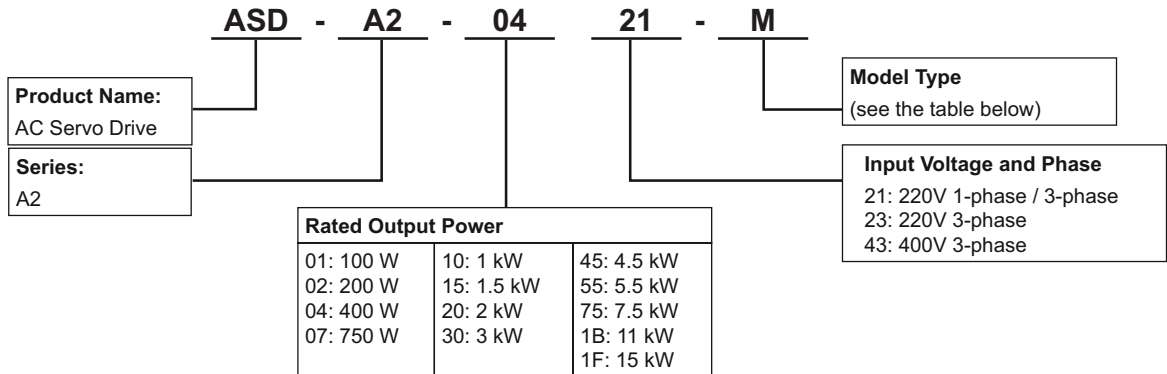 ASD - A2 - 04 21 - M
Product Name:
AC Servo Drive
Series:
A2
Rated Output Power
01: 100 W
02: 200 W
04: 400 W
07: 750 W
10: 1 kW
15: 1.5 kW
20: 2 kW
30: 3 kW
45: 4.5 kW
55: 5.5 kW
75: 7.5 kW
1B: 11 kW
1F: 15 kW
Model Type
(see the table below)
Input Voltage and Phase
21: 220V 1-phase / 3-phase
23: 220V 3-phase
43: 400V 3-phase